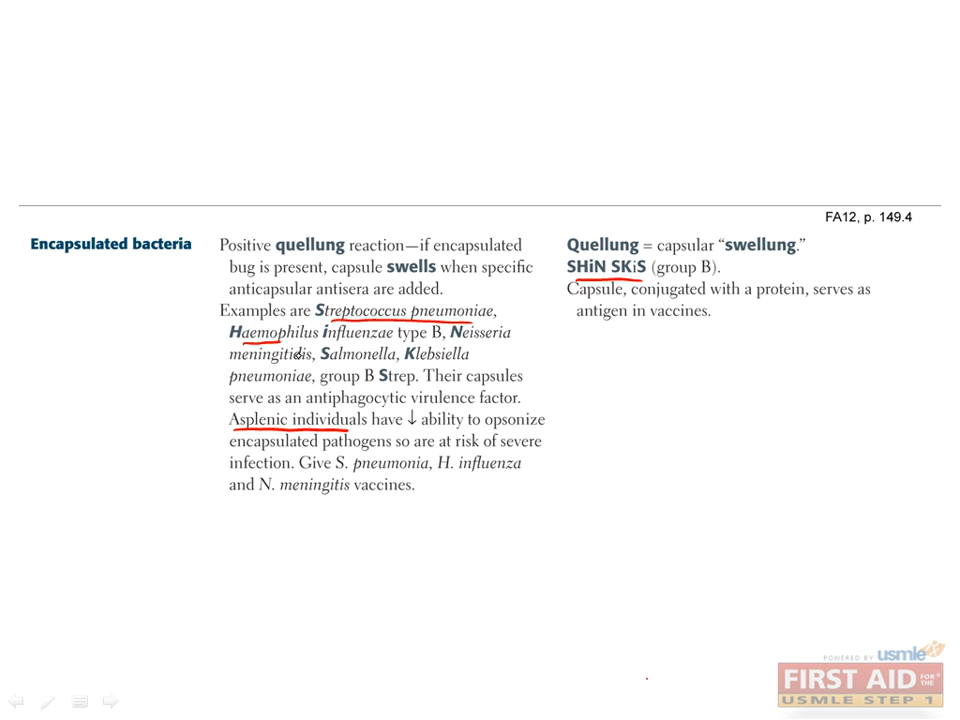 FA12, p. 149.4
Encapsulated bacteria
Positive quellung reaction—if encapsulated
bug is present, capsule swells when specific
anticapsular antisera are added.
Examples are Streptococcus pneumoniae,
Haemophilus influenzae type B, Neisseria
meningitidis, Salmonella, Klebsiella
pneumoniae, group B Strep. Their capsules
serve as an antiphagocytic virulence factor.
Asplenic individuals have ↓ ability to opsonize
encapsulated pathogens so are at risk of severe
infection. Give S. pneumonia, H. influenza
and N. meningitis vaccines.
Quellung = capsular “swellung.”
SHiN SKiS (group B).
Capsule, conjugated with a protein, serves as
antigen in vaccines.
POWERED BY usmle
FIRST AID FOR THE®
USMLE STEP 1